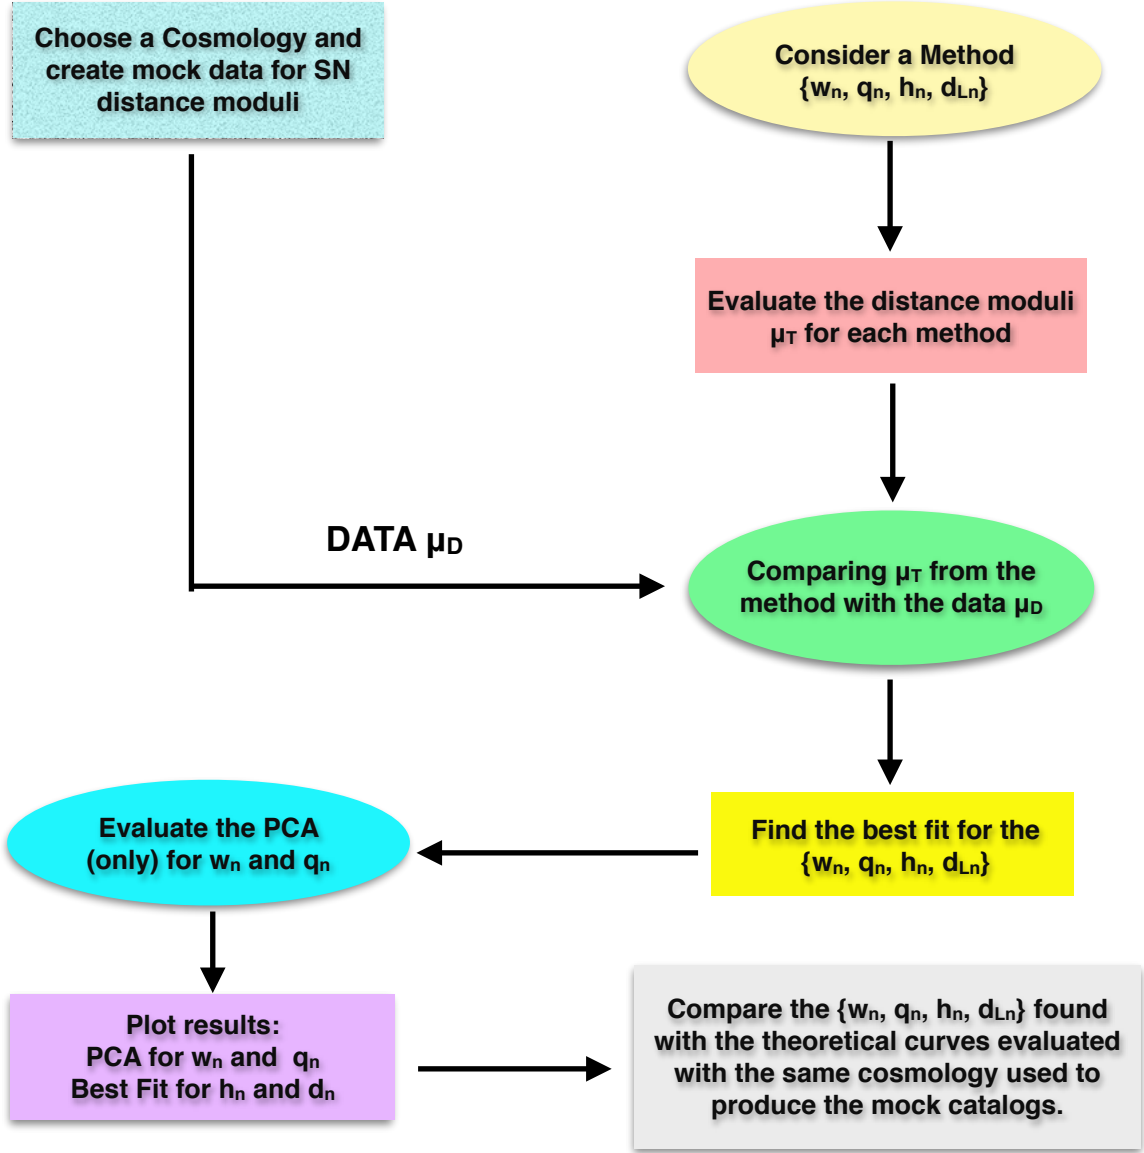 Choose a Cosmology and
create mock data for SN
distance moduli
Consider a Method
{wn, qn, hn, dLn}
Evaluate the distance moduli
µT for each method
DATA µD
Comparing µT from the
method with the data µD
Find the best fit for the
{wn, qn, hn, dLn}
Evaluate the PCA
(only) for wn and qn
Plot results:
PCA for wn and qn
Best Fit for hn and dn
Compare the {wn, qn, hn, dLn} found
with the theoretical curves evaluated
with the same cosmology used to
produce the mock catalogs.